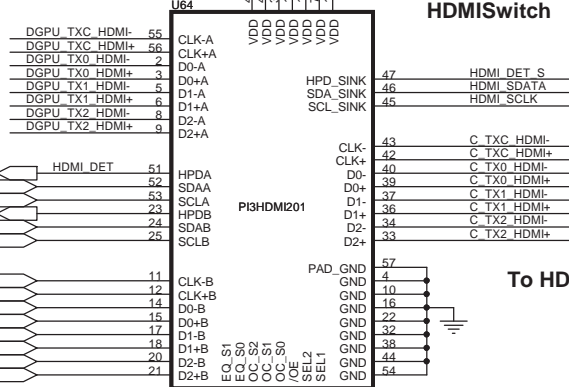 U64
HDMISwitch
VDD
VDD
VDD
VDD
VDD
VDD
VDD
DGPU_TXC_HDMI- 55 CLK-A
DGPU_TXC_HDMI+ 56 CLK+A
DGPU_TX0_HDMI- 2 D0-A
DGPU_TX0_HDMI+ 3 D0+A
DGPU_TX1_HDMI- 5 D1-A
DGPU_TX1_HDMI+ 6 D1+A
DGPU_TX2_HDMI- 8 D2-A
DGPU_TX2_HDMI+ 9 D2+A
HPD_SINK 47 HDMI_DET_S
SDA_SINK 46 HDMI_SDATA
SCL_SINK 45 HDMI_SCLK
CLK- 43 C_TXC_HDMI-
CLK+ 42 C_TXC_HDMI+
D0- 40 C_TX0_HDMI-
D0+ 39 C_TX0_HDMI+
D1- 37 C_TX1_HDMI-
D1+ 36 C_TX1_HDMI+
D2- 34 C_TX2_HDMI-
D2+ 33 C_TX2_HDMI+
HDMI_DET 51 HPDA
52 SDAA
53 SCLA
23 HPDB
24 SDAB
25 SCLB
PI3HDMI201
PAD_GND 57
GND 4
GND 10
GND 16
GND 22
GND 32
GND 38
GND 44
GND 54
To HD
11 CLK-B
12 CLK+B
14 D0-B
15 D0+B
17 D1-B
18 D1+B
20 D2-B
21 D2+B
EQ_S1
EQ_S0
OC_S2
OC_S1
OC_S0
/OE
SEL2
SEL1